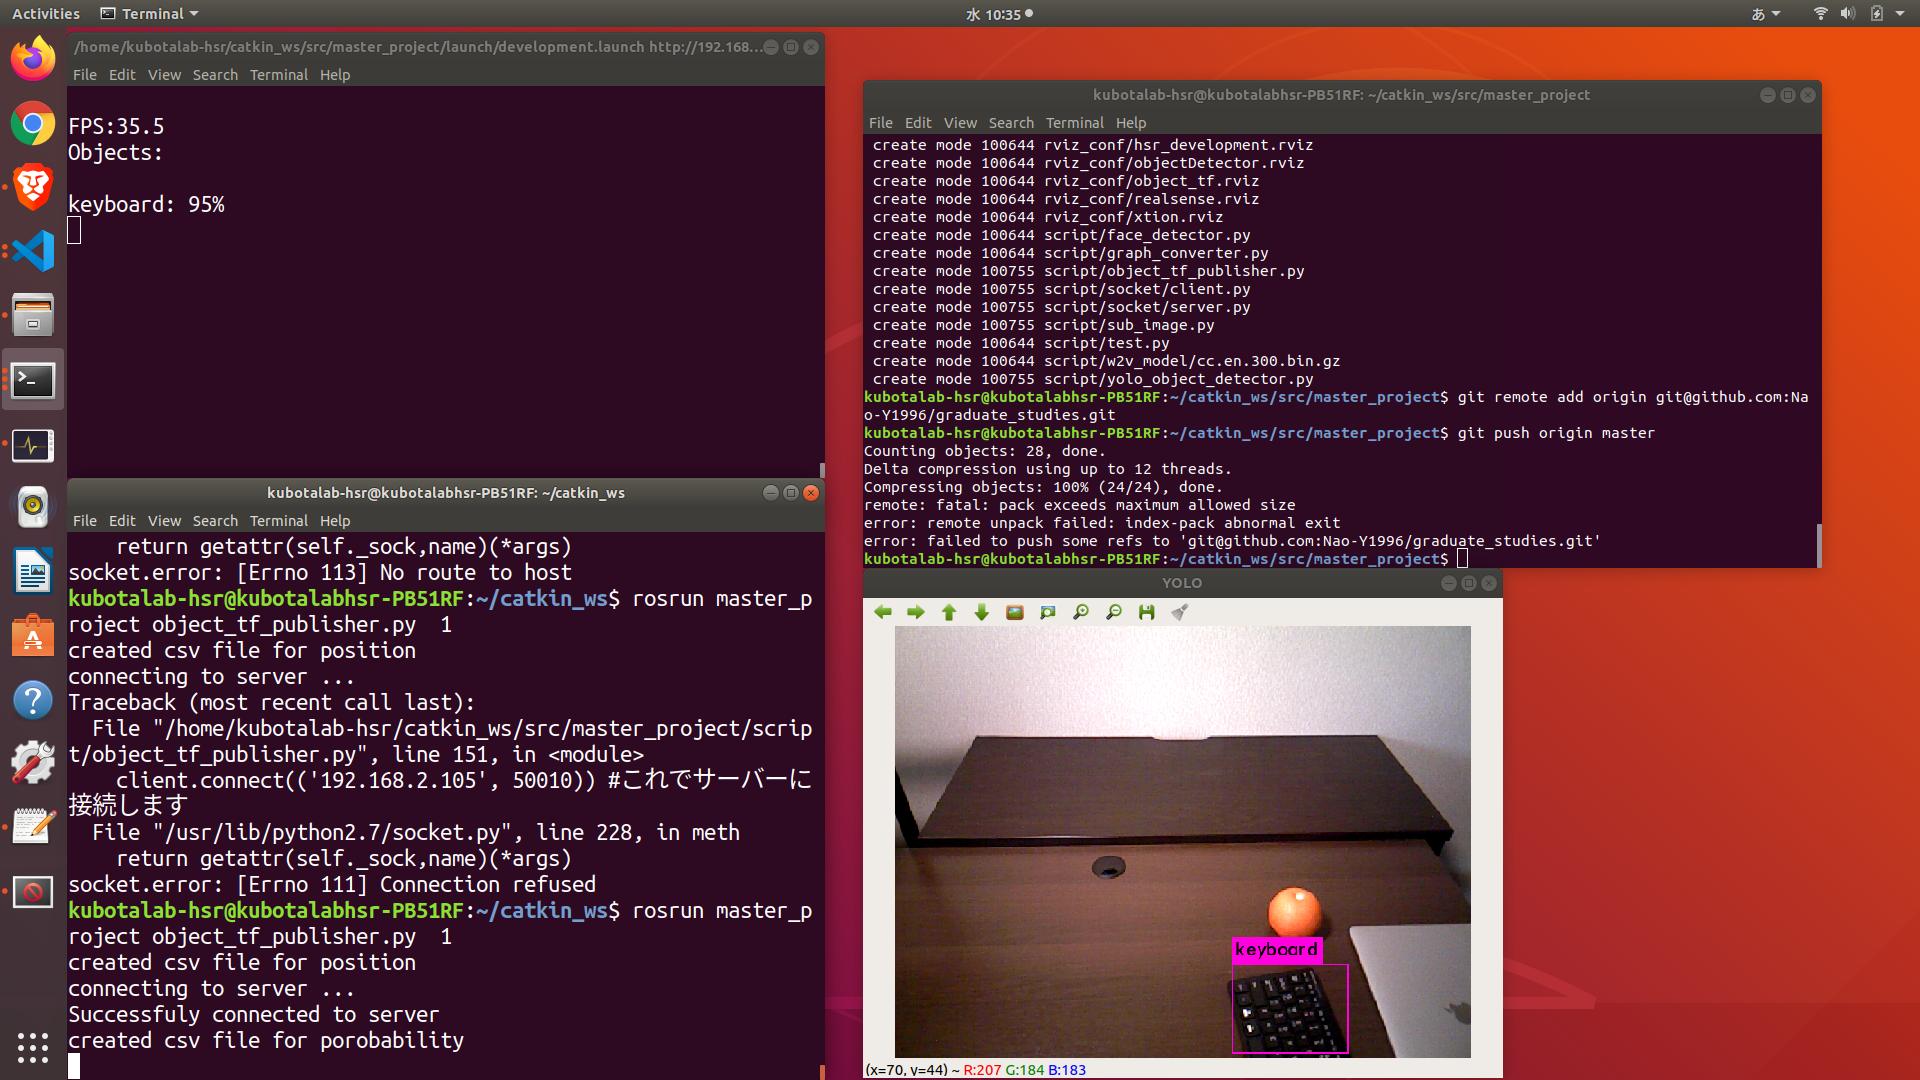 Activities
Terminal
水 10:35
あ
/home/kubotalab-hsr/catkin_ws/src/master_project/launch/development.launch http://192.168...
File Edit View Search Terminal Help
FPS:35.5
Objects:
keyboard: 95%
kubotalab-hsr@kubotalabhsr-PB51RF: ~/catkin_ws
File Edit View Search Terminal Help
return getattr(self._sock,name)(*args)
socket.error: [Errno 113] No route to host
kubotalab-hsr@kubotalabhsr-PB51RF:~/catkin_ws$ rosrun master_p
roject object_tf_publisher.py  1
created csv file for position
connecting to server ...
Traceback (most recent call last):
File "/home/kubotalab-hsr/catkin_ws/src/master_project/scrip
t/object_tf_publisher.py", line 151, in <module>
client.connect(('192.168.2.105', 50010)) #これでサーバーに
接続します
File "/usr/lib/python2.7/socket.py", line 228, in meth
return getattr(self._sock,name)(*args)
socket.error: [Errno 111] Connection refused
kubotalab-hsr@kubotalabhsr-PB51RF:~/catkin_ws$ rosrun master_p
roject object_tf_publisher.py  1
created csv file for position
connecting to server ...
Successfuly connected to server
created csv file for porobability
kubotalab-hsr@kubotalabhsr-PB51RF: ~/catkin_ws/src/master_project
File Edit View Search Terminal Help
create mode 100644 rviz_conf/hsr_development.rviz
create mode 100644 rviz_conf/objectDetector.rviz
create mode 100644 rviz_conf/object_tf.rviz
create mode 100644 rviz_conf/realsense.rviz
create mode 100644 rviz_conf/xtion.rviz
create mode 100644 script/face_detector.py
create mode 100644 script/graph_converter.py
create mode 100755 script/object_tf_publisher.py
create mode 100755 script/socket/client.py
create mode 100755 script/socket/server.py
create mode 100755 script/sub_image.py
create mode 100644 script/test.py
create mode 100644 script/w2v_model/cc.en.300.bin.gz
create mode 100755 script/yolo_object_detector.py
kubotalab-hsr@kubotalabhsr-PB51RF:~/catkin_ws/src/master_project$ git remote add origin git@github.com:Na
o-Y1996/graduate_studies.git
kubotalab-hsr@kubotalabhsr-PB51RF:~/catkin_ws/src/master_project$ git push origin master
Counting objects: 28, done.
Delta compression using up to 12 threads.
Compressing objects: 100% (24/24), done.
remote: fatal: pack exceeds maximum allowed size
error: remote unpack failed: index-pack abnormal exit
error: failed to push some refs to 'git@github.com:Nao-Y1996/graduate_studies.git'
kubotalab-hsr@kubotalabhsr-PB51RF:~/catkin_ws/src/master_project$
YOLO
keyboard
(x=70, y=44) ~ R:207 G:184 B:183